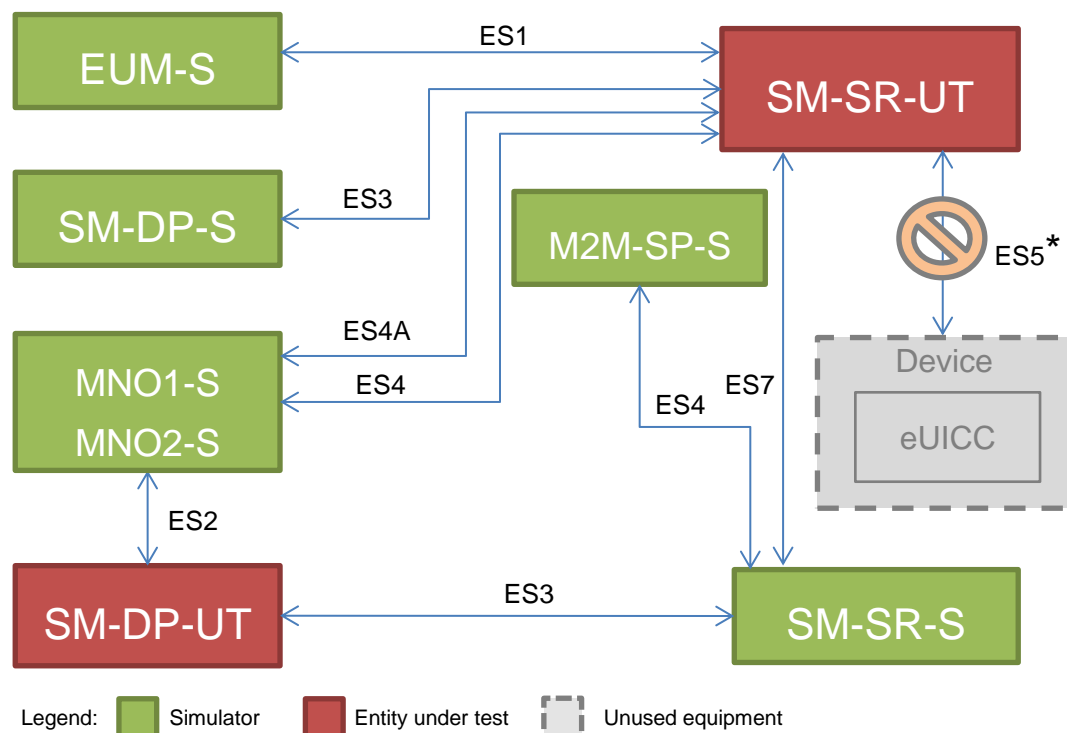 EUM-S
ES1
SM-SR-UT
SM-DP-S
ES3
M2M-SP-S
ES5*
MNO1-S
MNO2-S
ES4A
ES4
ES4
ES7
Device
eUICC
ES2
SM-DP-UT
ES3
SM-SR-S
Legend: Simulator Entity under test Unused equipment